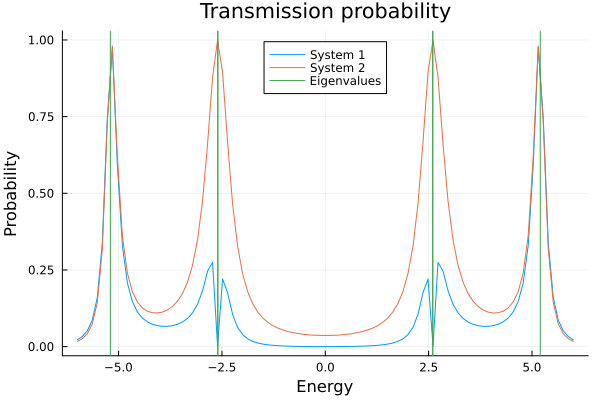 Transmission probability
1.00
0.75
0.50
0.25
0.00
Probability
System 1
System 2
Eigenvalues
−5.0
−2.5
0.0
2.5
5.0
Energy